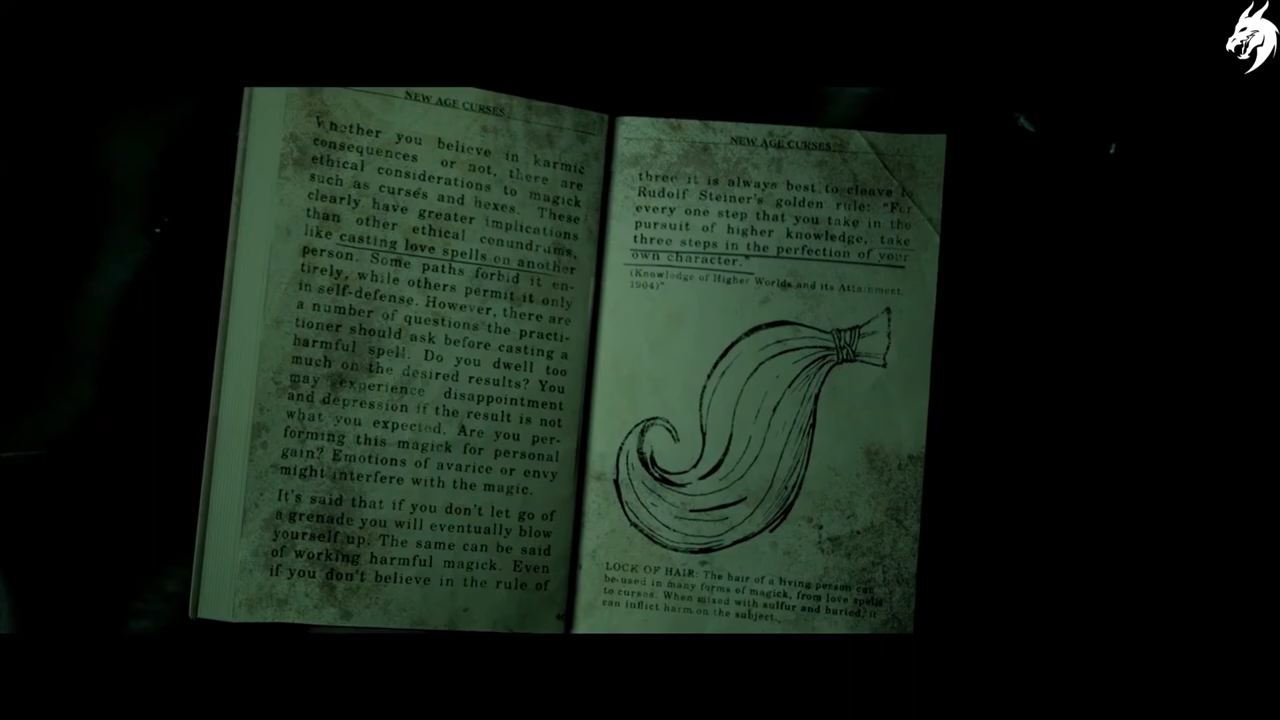 NEW AGE CURSES
Whether you believe in karmic
consequences or not, there are
ethical considerations to magick
such as curses and hexes. These
clearly have greater implications
than other ethical conundrums,
like casting love spells on another
person. Some paths forbid it en-
tirely, while others permit it only
in self-defense. However, there are
a number of questions the practi-
tioner should ask before casting a
harmful spell. Do you dwell too
much on the desired results? You
may experience disappointment
and depression if the result is not
what you expected. Are you per-
forming this magick for personal
gain? Emotions of avarice or envy
might interfere with the magic.
It's said that if you don't let go of
a grenade you will eventually blow
yourself up. The same can be said
of working harmful magick. Even
if you don't believe in the rule of
NEW AGE CURSES
three it is always best to cleave to
Rudolf Steiner's golden rule: "For
every one step that you take in the
pursuit of higher knowledge, take
three steps in the perfection of your
own character."
(Knowledge of Higher Worlds and its Attainment,
1904)"
LOCK OF HAIR: The hair of a living person can
be used in many forms of magick, from love spells
to curses. When mixed with sulfur and buried, it
can inflict harm on the subject.